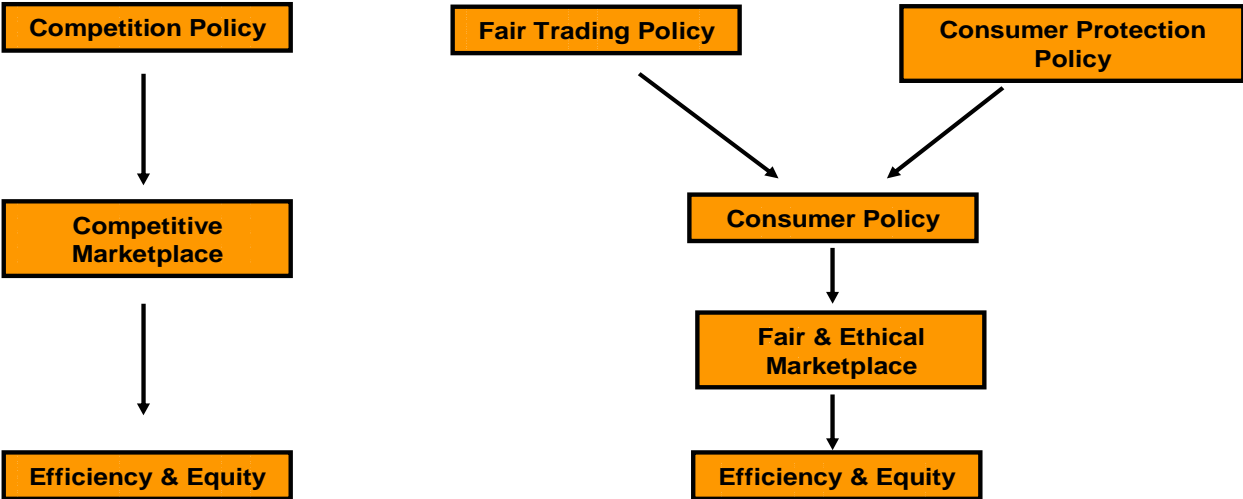 Competition Policy
Fair Trading Policy
Consumer Protection
Policy
Competitive
Marketplace
Consumer Policy
Fair & Ethical
Marketplace
Efficiency & Equity
Efficiency & Equity